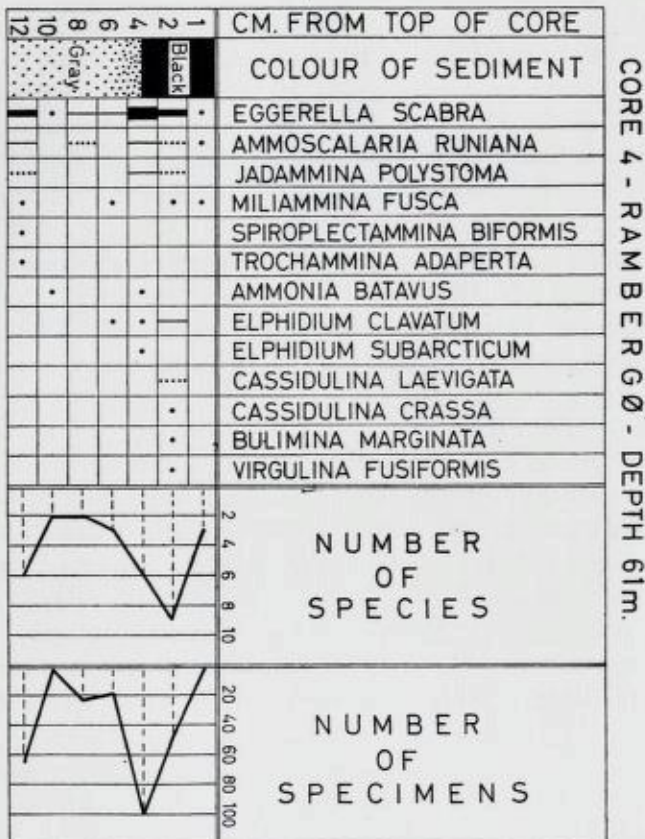 12 10 8 6 4 2 1
CM. FROM TOP OF CORE
Gray
Black
COLOUR OF SEDIMENT
EGGERELLA SCABRA
AMMOSCALARIA RUNIANA
JADAMMINA POLYSTOMA
MILIAMMINA FUSCA
SPIROPLECTAMMINA BIFORMIS
TROCHAMMINA ADAPERTA
AMMONIA BATAVUS
ELPHIDIUM CLAVATUM
ELPHIDIUM SUBARCTICUM
CASSIDULINA LAEVIGATA
CASSIDULINA CRASSA
BULIMINA MARGINATA
VIRGULINA FUSIFORMIS
2
4
6
8
10
NUMBER
OF
SPECIES
20
40
60
80
100
NUMBER
OF
SPECIMENS
CORE 4 - RAMBERGØ - DEPTH 61m.